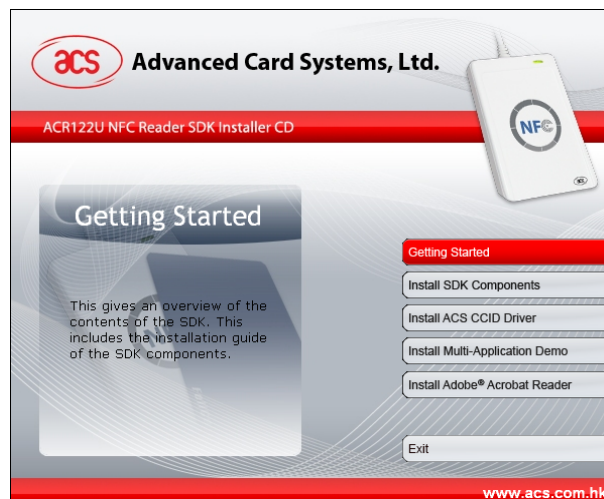 acs
Advanced Card Systems, Ltd.
ACR122U NFC Reader SDK Installer CD
NFC
acs
Getting Started
This gives an overview of the
contents of the SDK. This
includes the installation guide
of the SDK components.
Getting Started
Install SDK Components
Install ACS CCID Driver
Install Multi-Application Demo
Install Adobe® Acrobat Reader
Exit
www.acs.com.hk